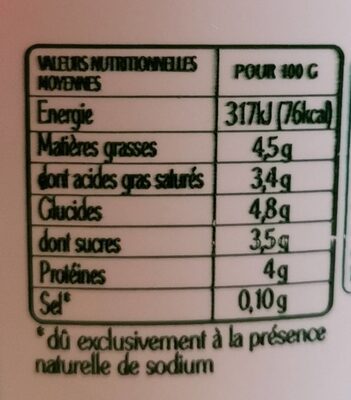 VALEURS NUTRITIONNELLES
MOYENNES
POUR 100 G
Energie 317kJ (76kcal)
Matières grasses 4,5g
dont acides gras saturés 3,4g
Glucides 4,8g
dont sucres 3,5g
Protéines 4g
Sel* 0,10g
*dû exclusivement à la présence
naturelle de sodium